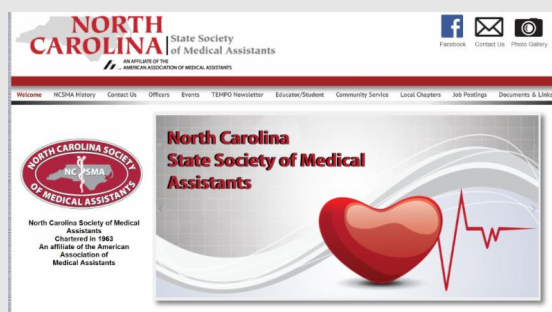 NORTH
CAROLINA
State Society
of Medical Assistants
AN AFFILIATE OF THE
AMERICAN ASSOCIATION OF MEDICAL ASSISTANTS
Facebook Contact Us Photo Gallery
Welcome NCSMA History Contact Us Officers Events TEMPO Newsletter Educator/Student Community Service Local Chapters Job Postings Documents & Links
NORTH CAROLINA SOCIETY
NC SMA
OF MEDICAL ASSISTANTS
North Carolina Society of Medical
Assistants
Chartered in 1963
An affiliate of the American
Association of
Medical Assistants
North Carolina
State Society of Medical
Assistants